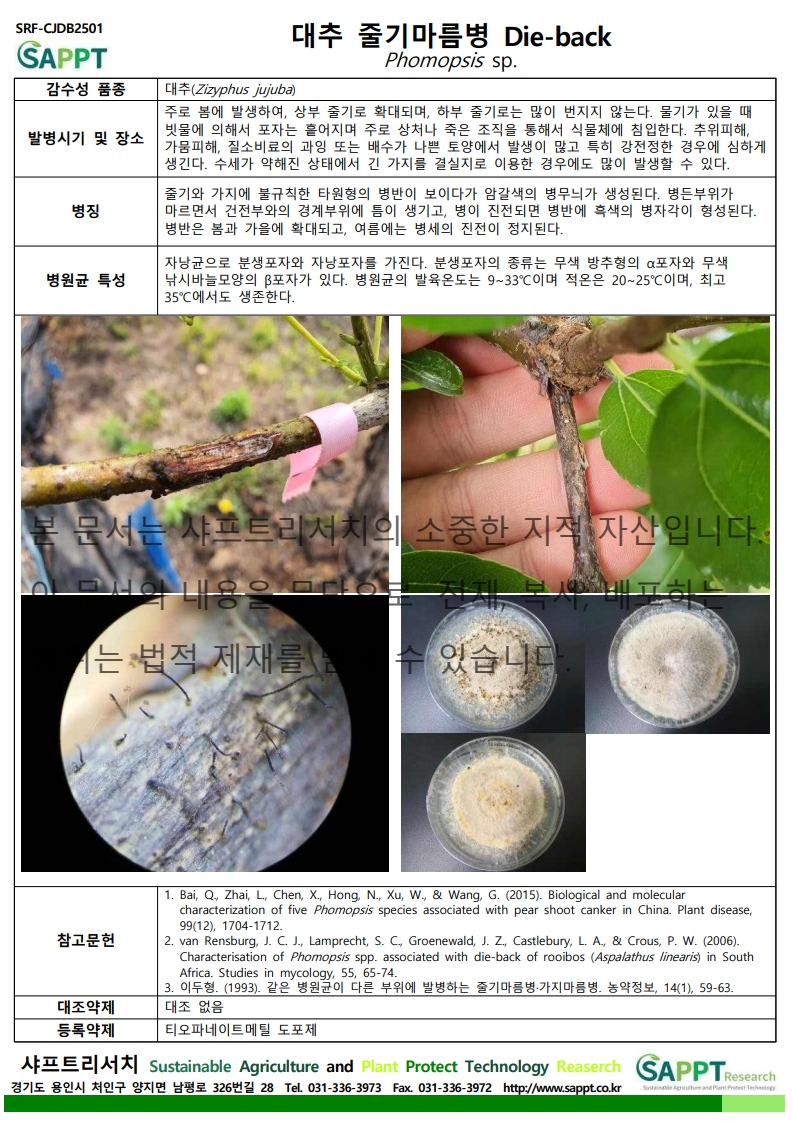 SRF-CJDB2501
SAPPT
대추 줄기마름병 Die-back
Phomopsis sp.
감수성 품종
대추(Zizyphus jujuba)
발병시기 및 장소
주로 봄에 발생하여, 상부 줄기로 확대되며, 하부 줄기로는 많이 번지지 않는다. 물기가 있을 때
빗물에 의해서 포자는 흩어지며 주로 상처나 죽은 조직을 통해서 식물체에 침입한다. 추위피해,
가뭄피해, 질소비료의 과잉 또는 배수가 나쁜 토양에서 발생이 많고 특히 강전정한 경우에 심하게
생긴다. 수세가 약해진 상태에서 긴 가지를 결실지로 이용한 경우에도 많이 발생할 수 있다.
병징
줄기와 가지에 불규칙한 타원형의 병반이 보이다가 암갈색의 병무늬가 생성된다. 병든부위가
마르면서 건전부와의 경계부위에 틈이 생기고, 병이 진전되면 병반에 흑색의 병자각이 형성된다.
병반은 봄과 가을에 확대되고, 여름에는 병세의 진전이 정지된다.
병원균 특성
자낭균으로 분생포자와 자낭포자를 가진다. 분생포자의 종류는 무색 방추형의 α포자와 무색
낚시바늘모양의 β포자가 있다. 병원균의 발육온도는 9~33℃이며 적온은 20~25℃이며, 최고
35℃에서도 생존한다.
본 문서는 샤프트리서치의 소중한 지적 자산입니다.
이 문서의 내용을 무단으로 전재, 복사, 배포하는
는 법적 제재를 수 있습니다.
참고문헌
1. Bai, Q., Zhai, L., Chen, X., Hong, N., Xu, W., & Wang, G. (2015). Biological and molecular
characterization of five Phomopsis species associated with pear shoot canker in China. Plant disease,
99(12), 1704-1712.
2. van Rensburg, J. C. J., Lamprecht, S. C., Groenewald, J. Z., Castlebury, L. A., & Crous, P. W. (2006).
Characterisation of Phomopsis spp. associated with die-back of rooibos (Aspalathus linearis) in South
Africa. Studies in mycology, 55, 65-74.
3. 이두형. (1993). 같은 병원균이 다른 부위에 발병하는 줄기마름병·가지마름병. 농약정보, 14(1), 59-63.
대조약제
대조 없음
등록약제
티오파네이트메틸 도포제
샤프트리서치 Sustainable Agriculture and Plant Protect Technology Reaserch
경기도 용인시 처인구 양지면 남평로 326번길 28 Tel. 031-336-3973 Fax. 031-336-3972 http://www.sappt.co.kr
SAPPT Research
Sustainable Agriculture and Plant Protect Technology